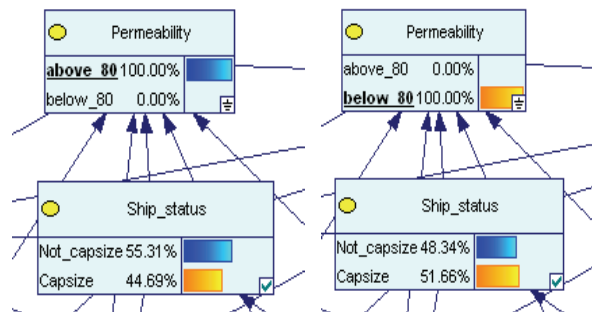 Permeability
above_80 100.00%
below_80 0.00%
Ship_status
Not_capsize 55.31%
Capsize 44.69%
Permeability
above_80 0.00%
below_80 100.00%
Ship_status
Not_capsize 48.34%
Capsize 51.66%